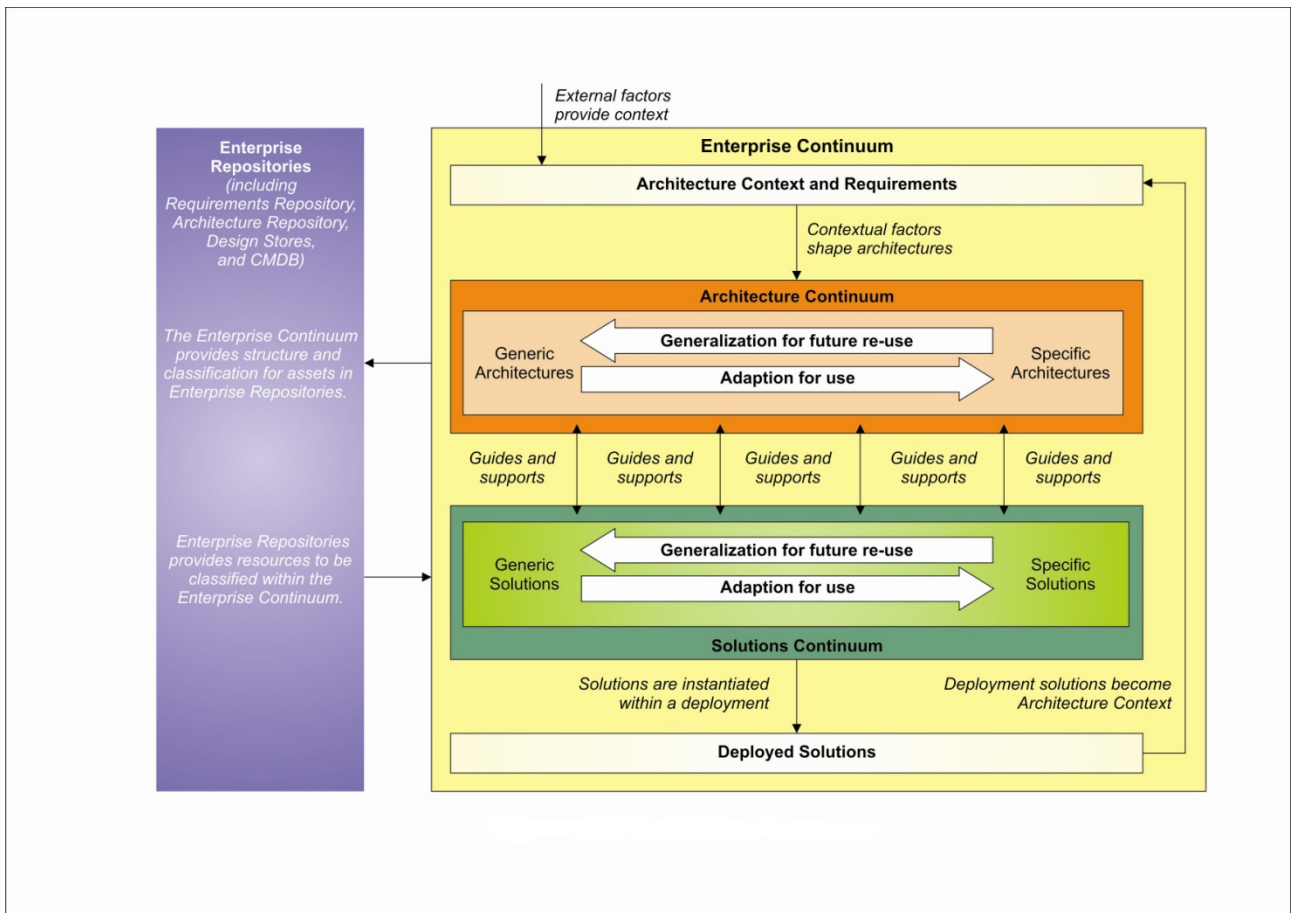 External factors
provide context
Enterprise
Repositories
(including
Requirements Repository,
Architecture Repository,
Design Stores,
and CMDB)
The Enterprise Continuum
provides structure and
classification for assets in
Enterprise Repositories.
Enterprise Repositories
provides resources to be
classified within the
Enterprise Continuum.
Enterprise Continuum
Architecture Context and Requirements
Contextual factors
shape architectures
Architecture Continuum
Generic
Architectures
Generalization for future re-use
Adaption for use
Specific
Architectures
Guides and
supports
Guides and
supports
Guides and
supports
Guides and
supports
Guides and
supports
Generic
Solutions
Generalization for future re-use
Adaption for use
Specific
Solutions
Solutions Continuum
Solutions are instantiated
within a deployment
Deployment solutions become
Architecture Context
Deployed Solutions